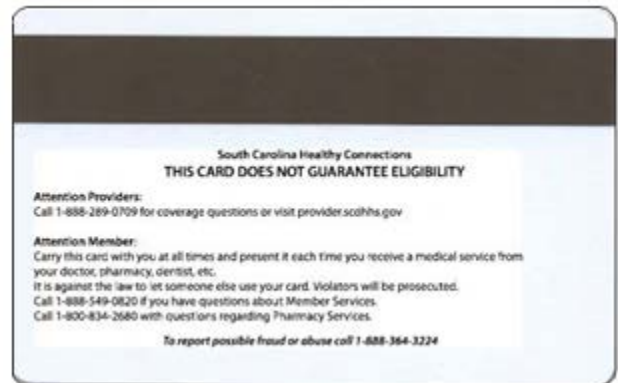 South Carolina Healthy Connections
THIS CARD DOES NOT GUARANTEE ELIGIBILITY
Attention Providers:
Call 1-888-289-0709 for coverage questions or visit provider.scdhhs.gov
Attention Member:
Carry this card with you at all times and present it each time you receive a medical service from
your doctor, pharmacy, dentist, etc.
It is against the law to let someone else use your card. Violators will be prosecuted.
Call 1-888-549-0820 if you have questions about Member Services.
Call 1-800-834-2680 with questions regarding Pharmacy Services.
To report possible fraud or abuse call 1-888-364-3224